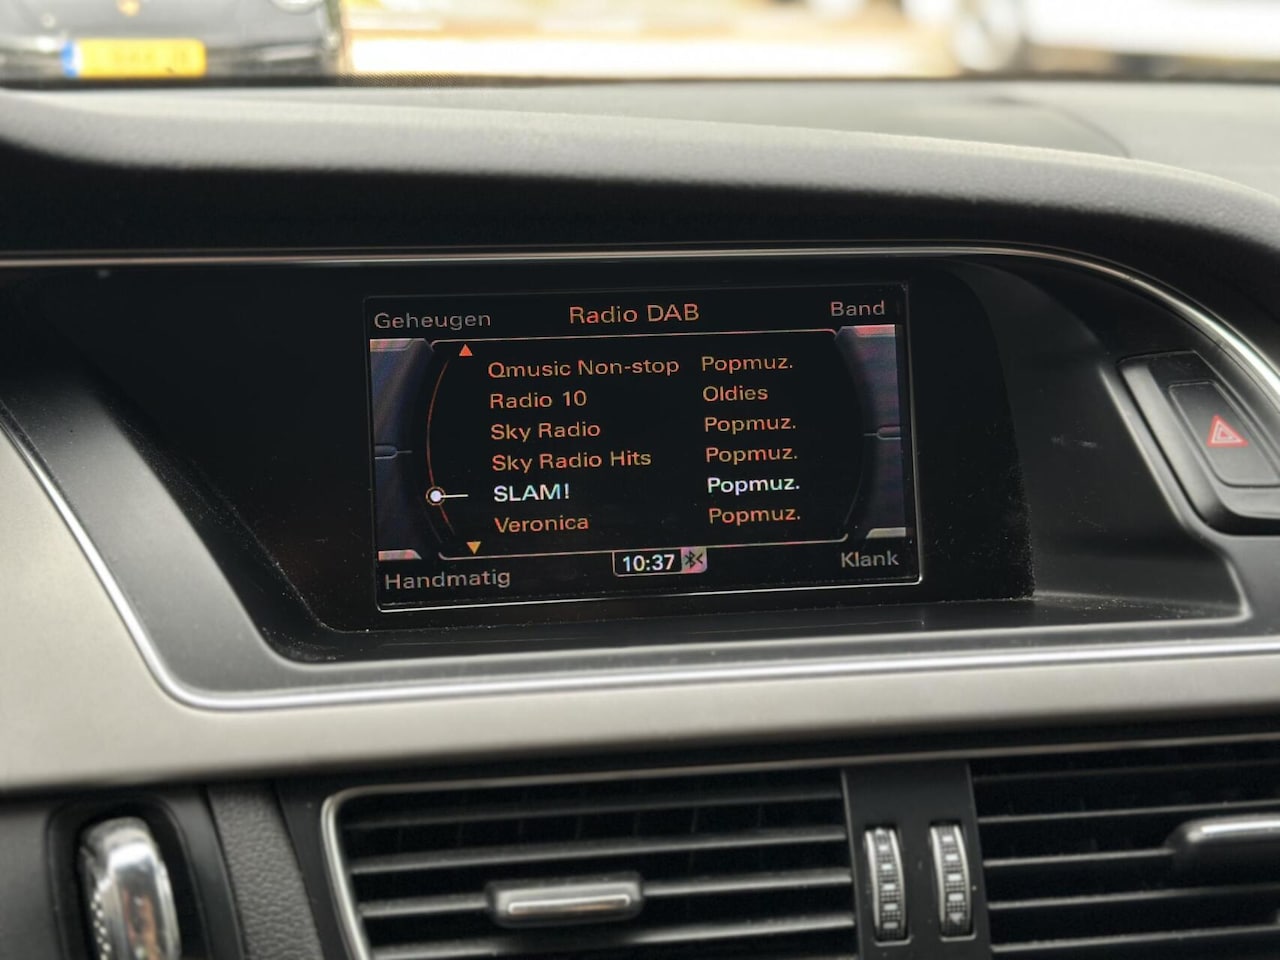 Geheugen Radio DAB Band
Qmusic Non-stop Popmuz.
Radio 10 Oldies
Sky Radio Popmuz.
Sky Radio Hits Popmuz.
SLAM! Popmuz.
Veronica Popmuz.
Handmatig 10:37 Klank